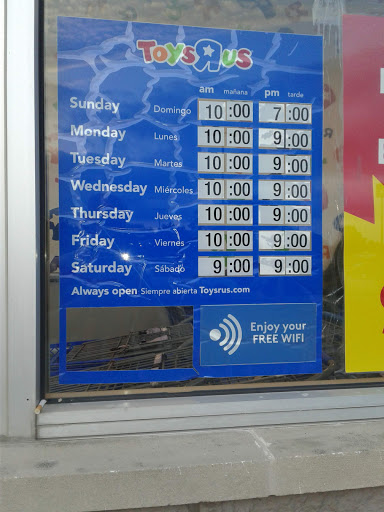 TOYSRUS
am mañana pm tarde
Sunday Domingo 10:00 7:00
Monday Lunes 10:00 9:00
Tuesday Martes 10:00 9:00
Wednesday Miércoles 10:00 9:00
Thursday Jueves 10:00 9:00
Friday Viernes 10:00 9:00
Saturday Sábado 9:00 9:00
Always open Siempre abierta Toysrus.com
Enjoy your
FREE WIFI